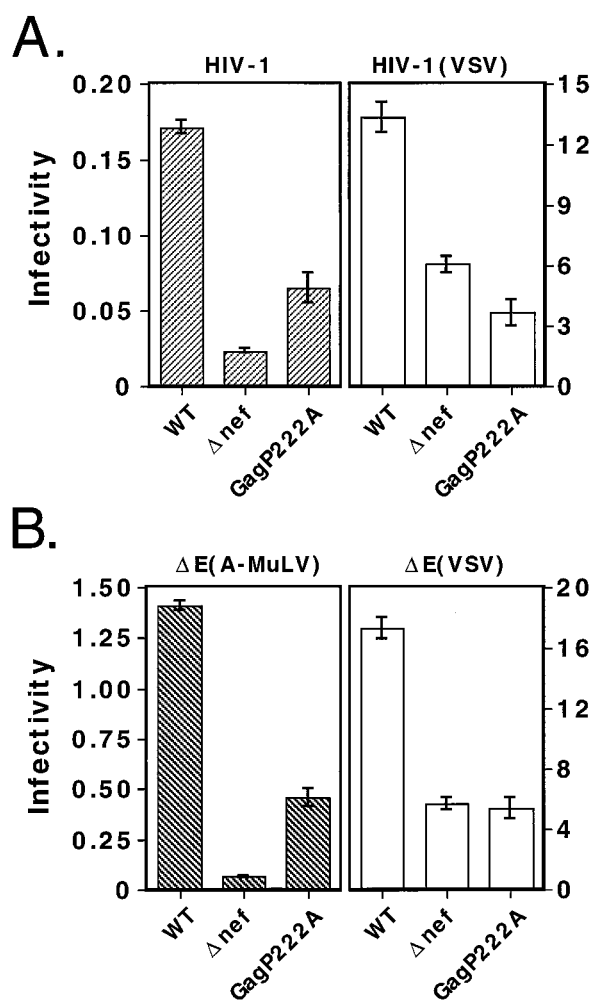 A.
HIV-1
HIV-1(VSV)
Infectivity
0.20
0.15
0.10
0.05
0
15
12
9
6
3
0
WT
Δnef
GagP222A
WT
Δnef
GagP222A
B.
ΔE(A-MuLV)
ΔE(VSV)
Infectivity
1.50
1.25
1.00
0.75
0.50
0.25
0
20
16
12
8
4
0
WT
Δnef
GagP222A
WT
Δnef
GagP222A